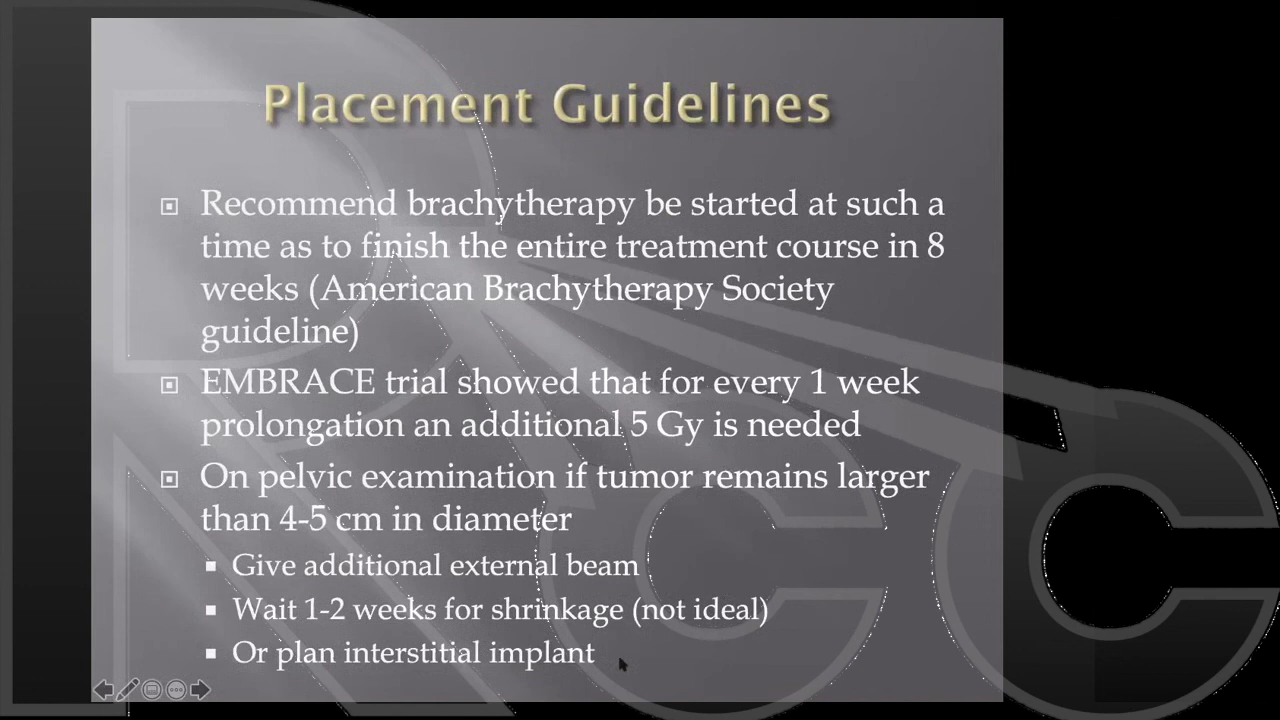 Placement Guidelines
Recommend brachytherapy be started at such a
time as to finish the entire treatment course in 8
weeks (American Brachytherapy Society
guideline)
EMBRACE trial showed that for every 1 week
prolongation an additional 5 Gy is needed
On pelvic examination if tumor remains larger
than 4-5 cm in diameter
Give additional external beam
Wait 1-2 weeks for shrinkage (not ideal)
Or plan interstitial implant
RCC